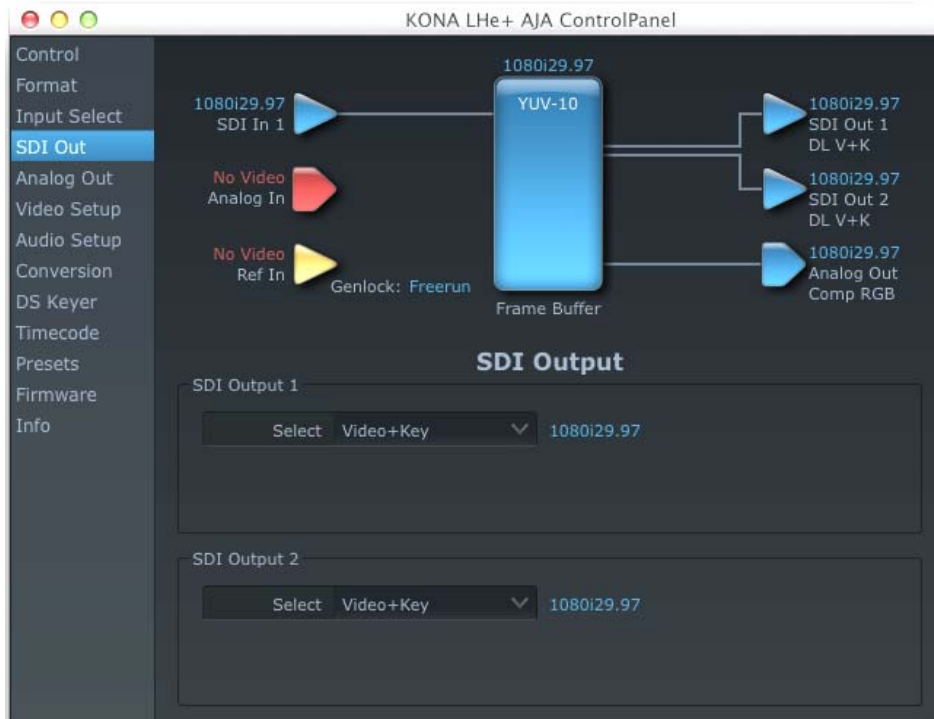 KONA LHe+ AJA ControlPanel
Control
Format
Input Select
SDI Out
Analog Out
Video Setup
Audio Setup
Conversion
DS Keyer
Timecode
Presets
Firmware
Info
1080i29.97
YUV-10
Frame Buffer
1080i29.97
SDI In 1
No Video
Analog In
No Video
Ref In
Genlock: Freerun
1080i29.97
SDI Out 1
DL V+K
1080i29.97
SDI Out 2
DL V+K
1080i29.97
Analog Out
Comp RGB
SDI Output
SDI Output 1
Select Video+Key 1080i29.97
SDI Output 2
Select Video+Key 1080i29.97